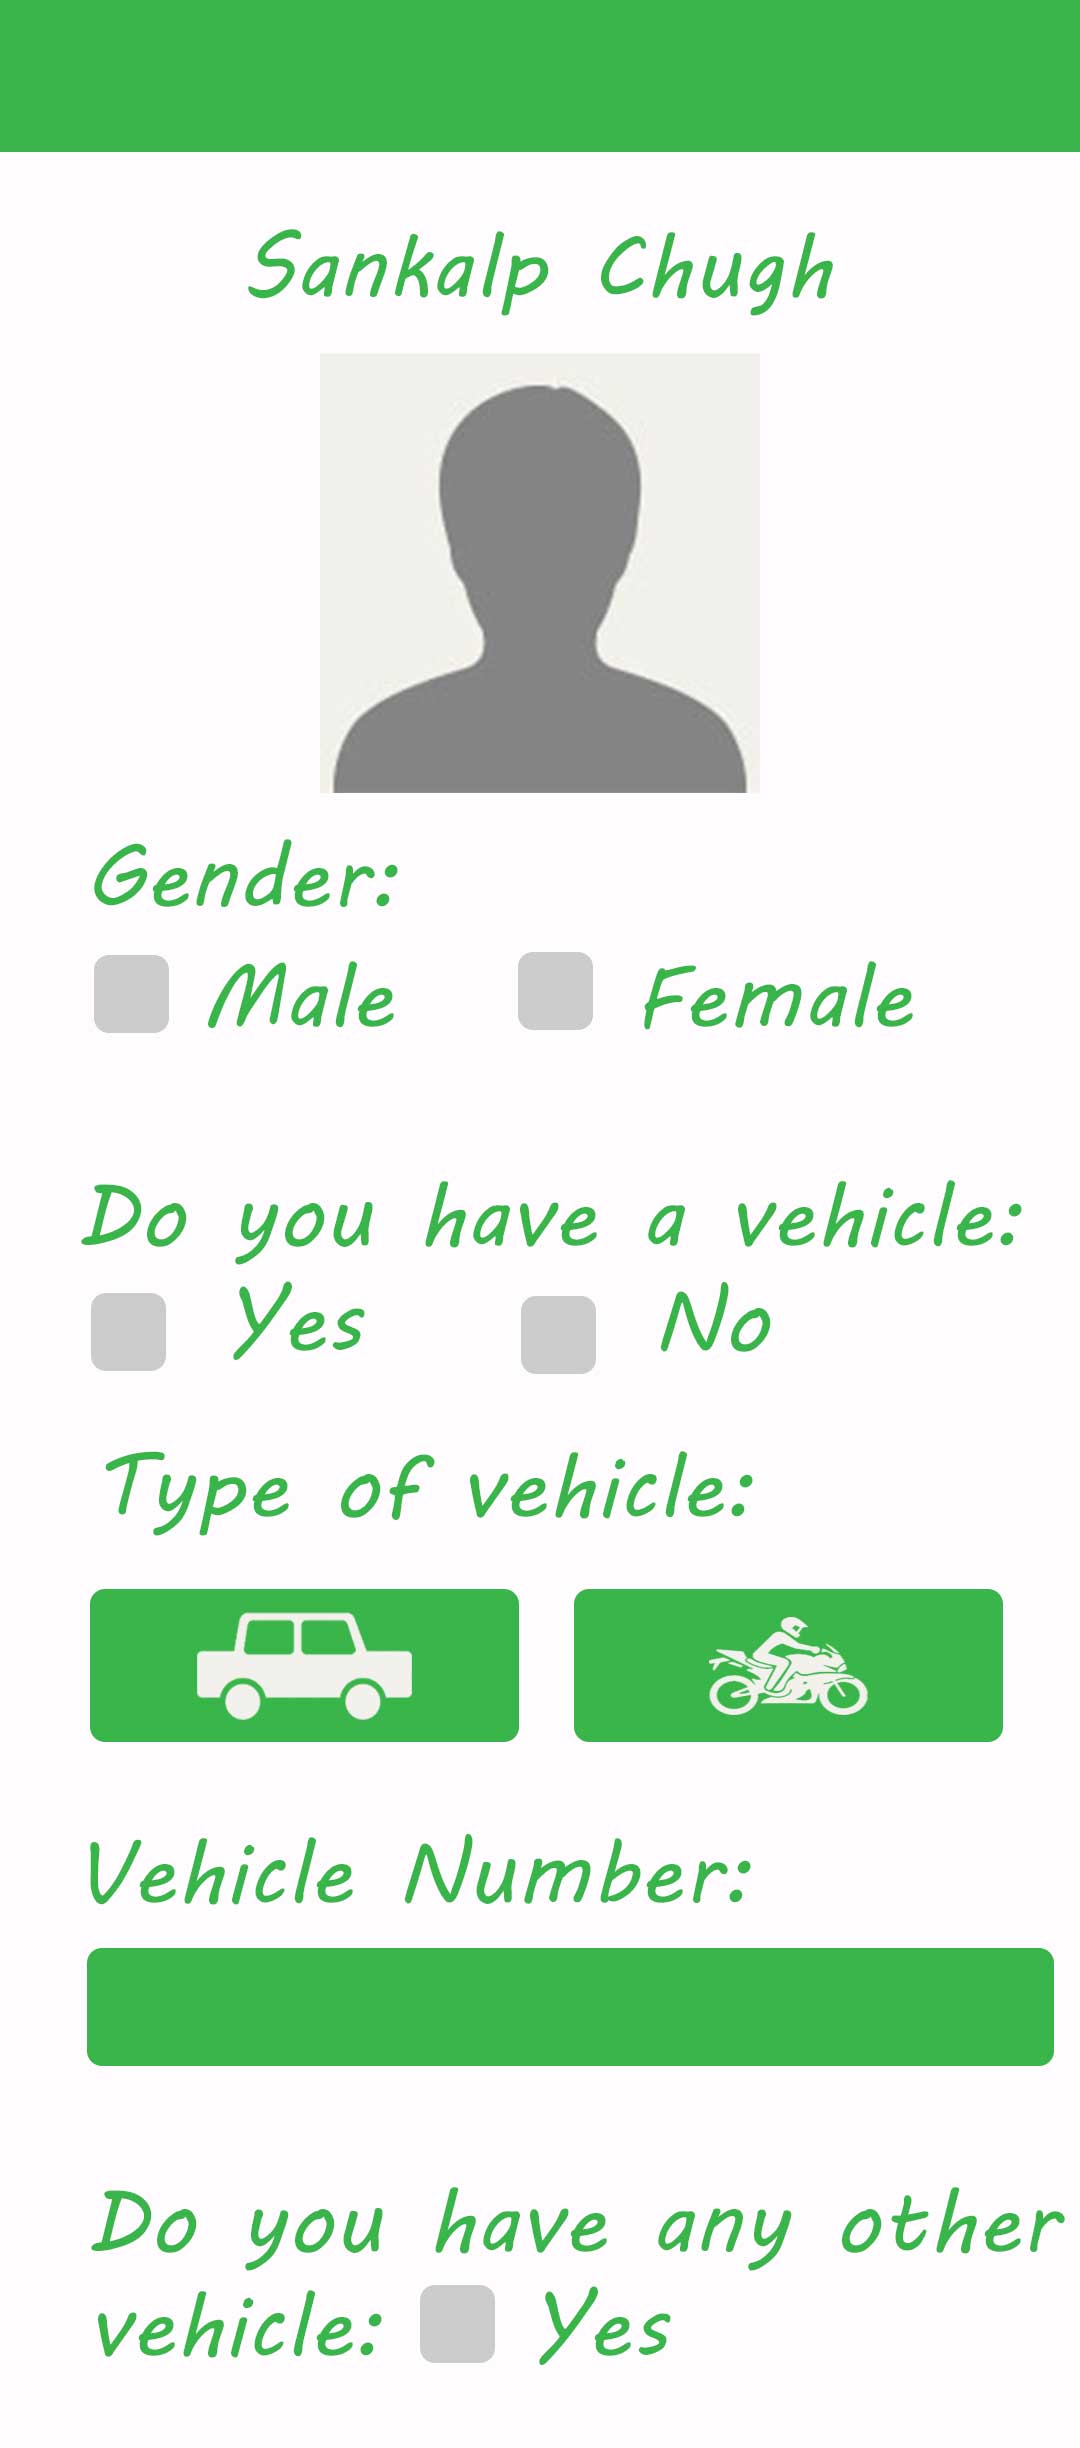 Sankalp Chugh
Gender:
Male Female
Do you have a vehicle:
Yes No
Type of vehicle:
Vehicle Number:
Do you have any other
vehicle: Yes